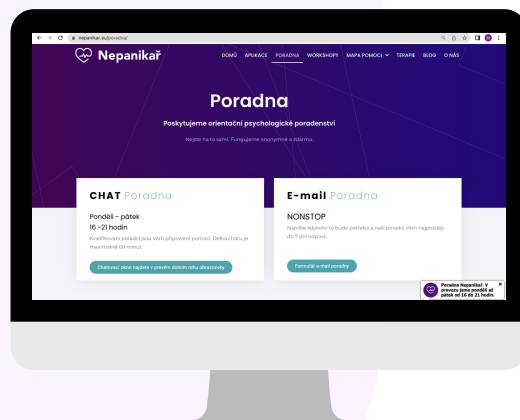 nepanikar.eu/poradna/
Nepanikař
DOMŮ APLIKACE PORADNA WORKSHOPY MAPA POMOCI TERAPIE BLOG O NÁS
Poradna
Poskytujeme orientační psychologické poradenství
Nejste na to sami. Fungujeme anonymně a zdarma.
CHAT Poradna
Pondělí - pátek
16 -21 hodin
Kvalifikovaní poradci jsou Vám připraveni pomoci. Délka chatu je
maximálně 60 minut.
Chatovací okno najdete v pravém dolním rohu obrazovky
E-mail Poradna
NONSTOP
Napište kdykoliv to bude potřeba a naši poradci Vám nejpozději
do 7 dní odpoví.
Formulář e-mail poradny
Poradna Nepanikař. V
provozu jsme pondělí až
pátek od 16 do 21 hodin.